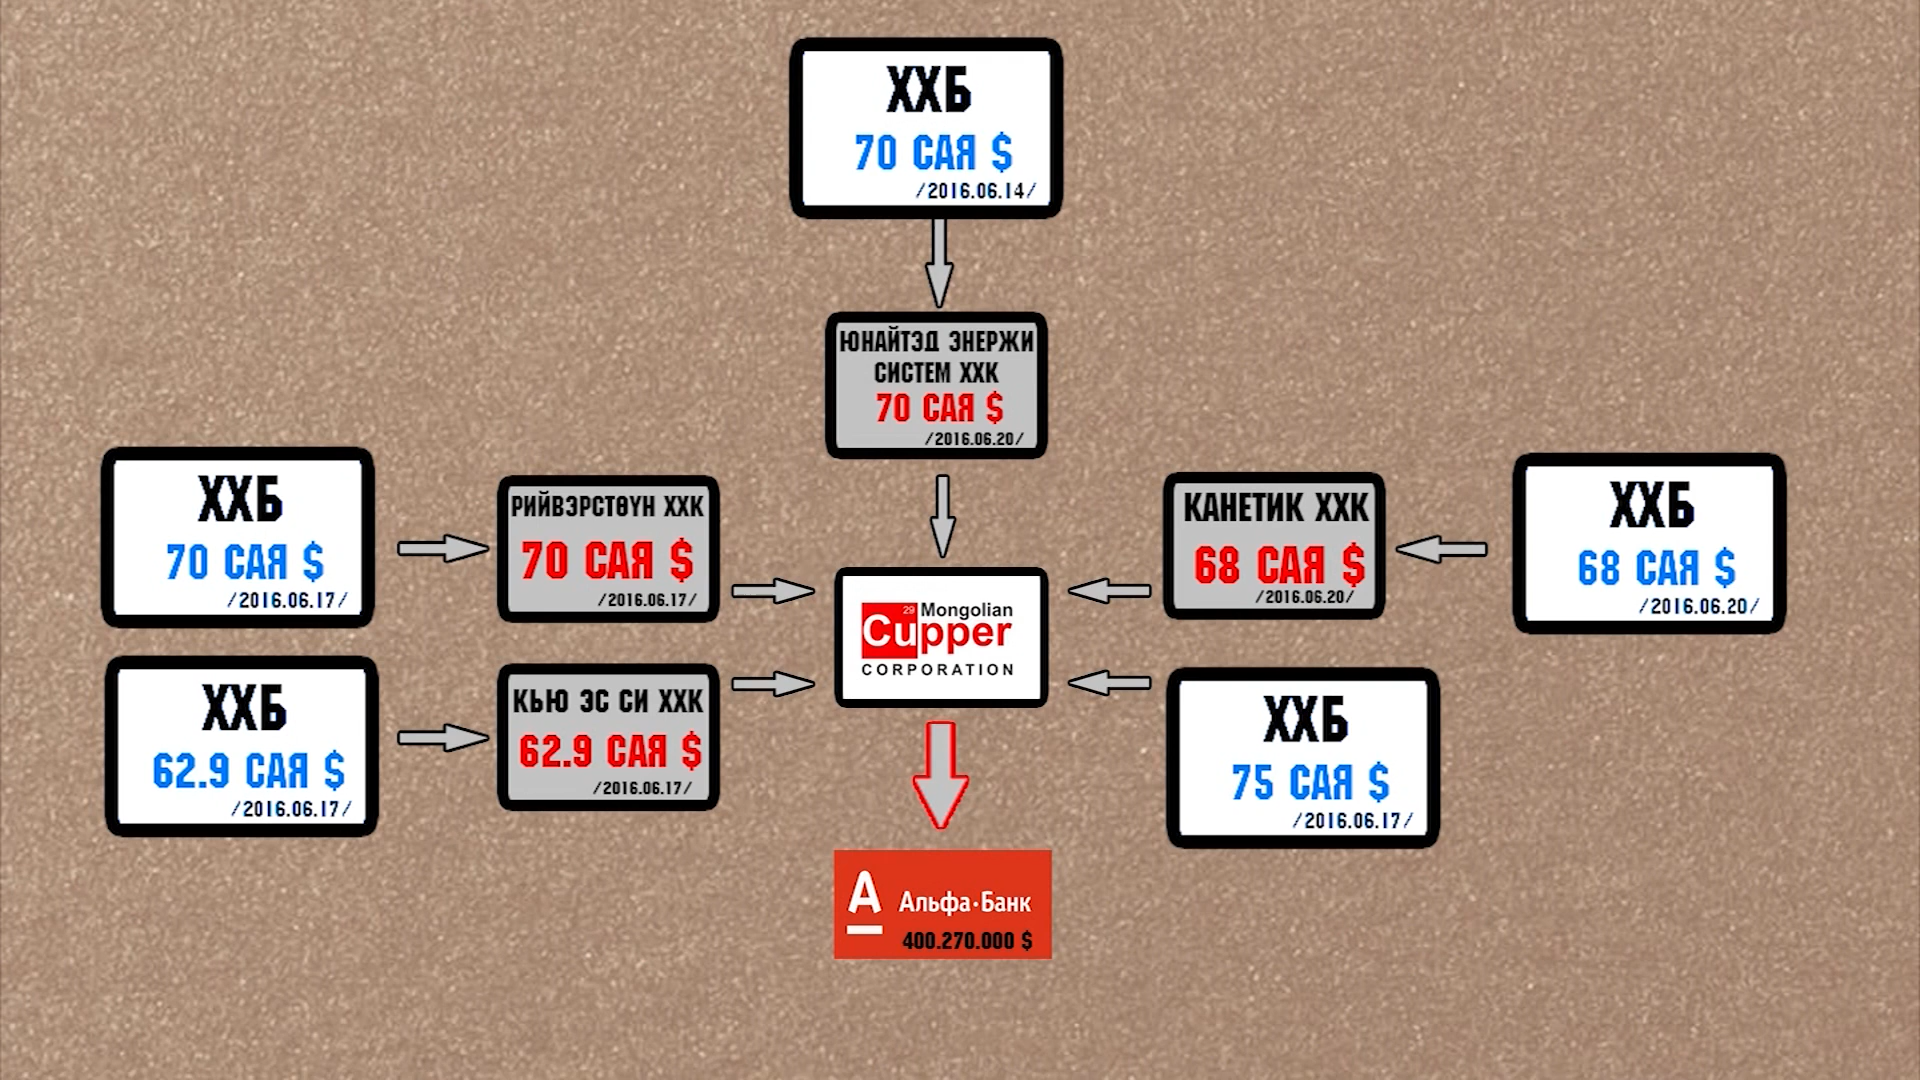 ХХБ
70 САЯ $
/2016.06.14/
ЮНАЙТЭД ЭНЕРЖИ
СИСТЕМ ХХК
70 САЯ $
/2016.06.20/
ХХБ
70 САЯ $
/2016.06.17/
РИЙВЭРСТӨҮН ХХК
70 САЯ $
/2016.06.17/
КАНЕТИК ХХК
68 САЯ $
/2016.06.20/
ХХБ
68 САЯ $
/2016.06.20/
ХХБ
62.9 САЯ $
/2016.06.17/
КЬЮ ЭС СИ ХХК
62.9 САЯ $
/2016.06.17/
29 Mongolian
Cupper
CORPORATION
ХХБ
75 САЯ $
/2016.06.17/
А Альфа·Банк
400.270.000 $